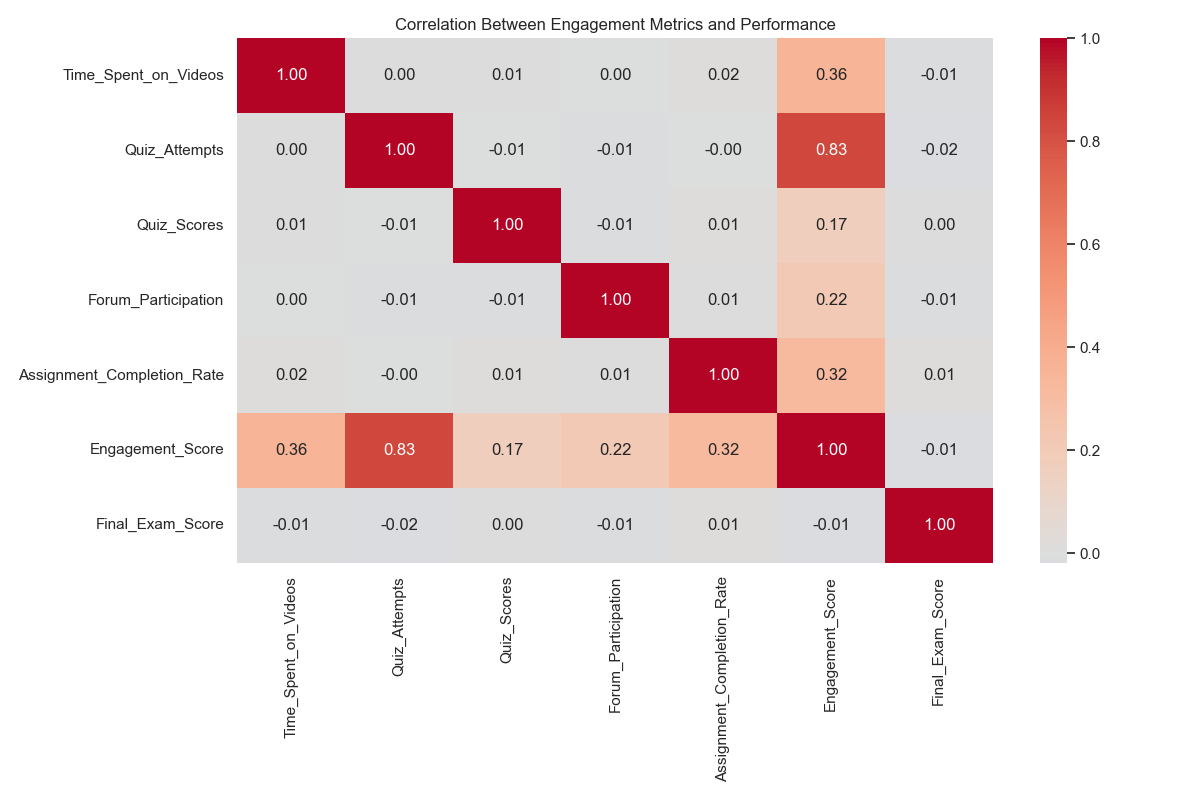 Correlation Between Engagement Metrics and Performance
Time_Spent_on_Videos 1.00 0.00 0.01 0.00 0.02 0.36 -0.01
Quiz_Attempts 0.00 1.00 -0.01 -0.01 -0.00 0.83 -0.02
Quiz_Scores 0.01 -0.01 1.00 -0.01 0.01 0.17 0.00
Forum_Participation 0.00 -0.01 -0.01 1.00 0.01 0.22 -0.01
Assignment_Completion_Rate 0.02 -0.00 0.01 0.01 1.00 0.32 0.01
Engagement_Score 0.36 0.83 0.17 0.22 0.32 1.00 -0.01
Final_Exam_Score -0.01 -0.02 0.00 -0.01 0.01 -0.01 1.00
Time_Spent_on_Videos
Quiz_Attempts
Quiz_Scores
Forum_Participation
Assignment_Completion_Rate
Engagement_Score
Final_Exam_Score
1.0
0.8
0.6
0.4
0.2
0.0